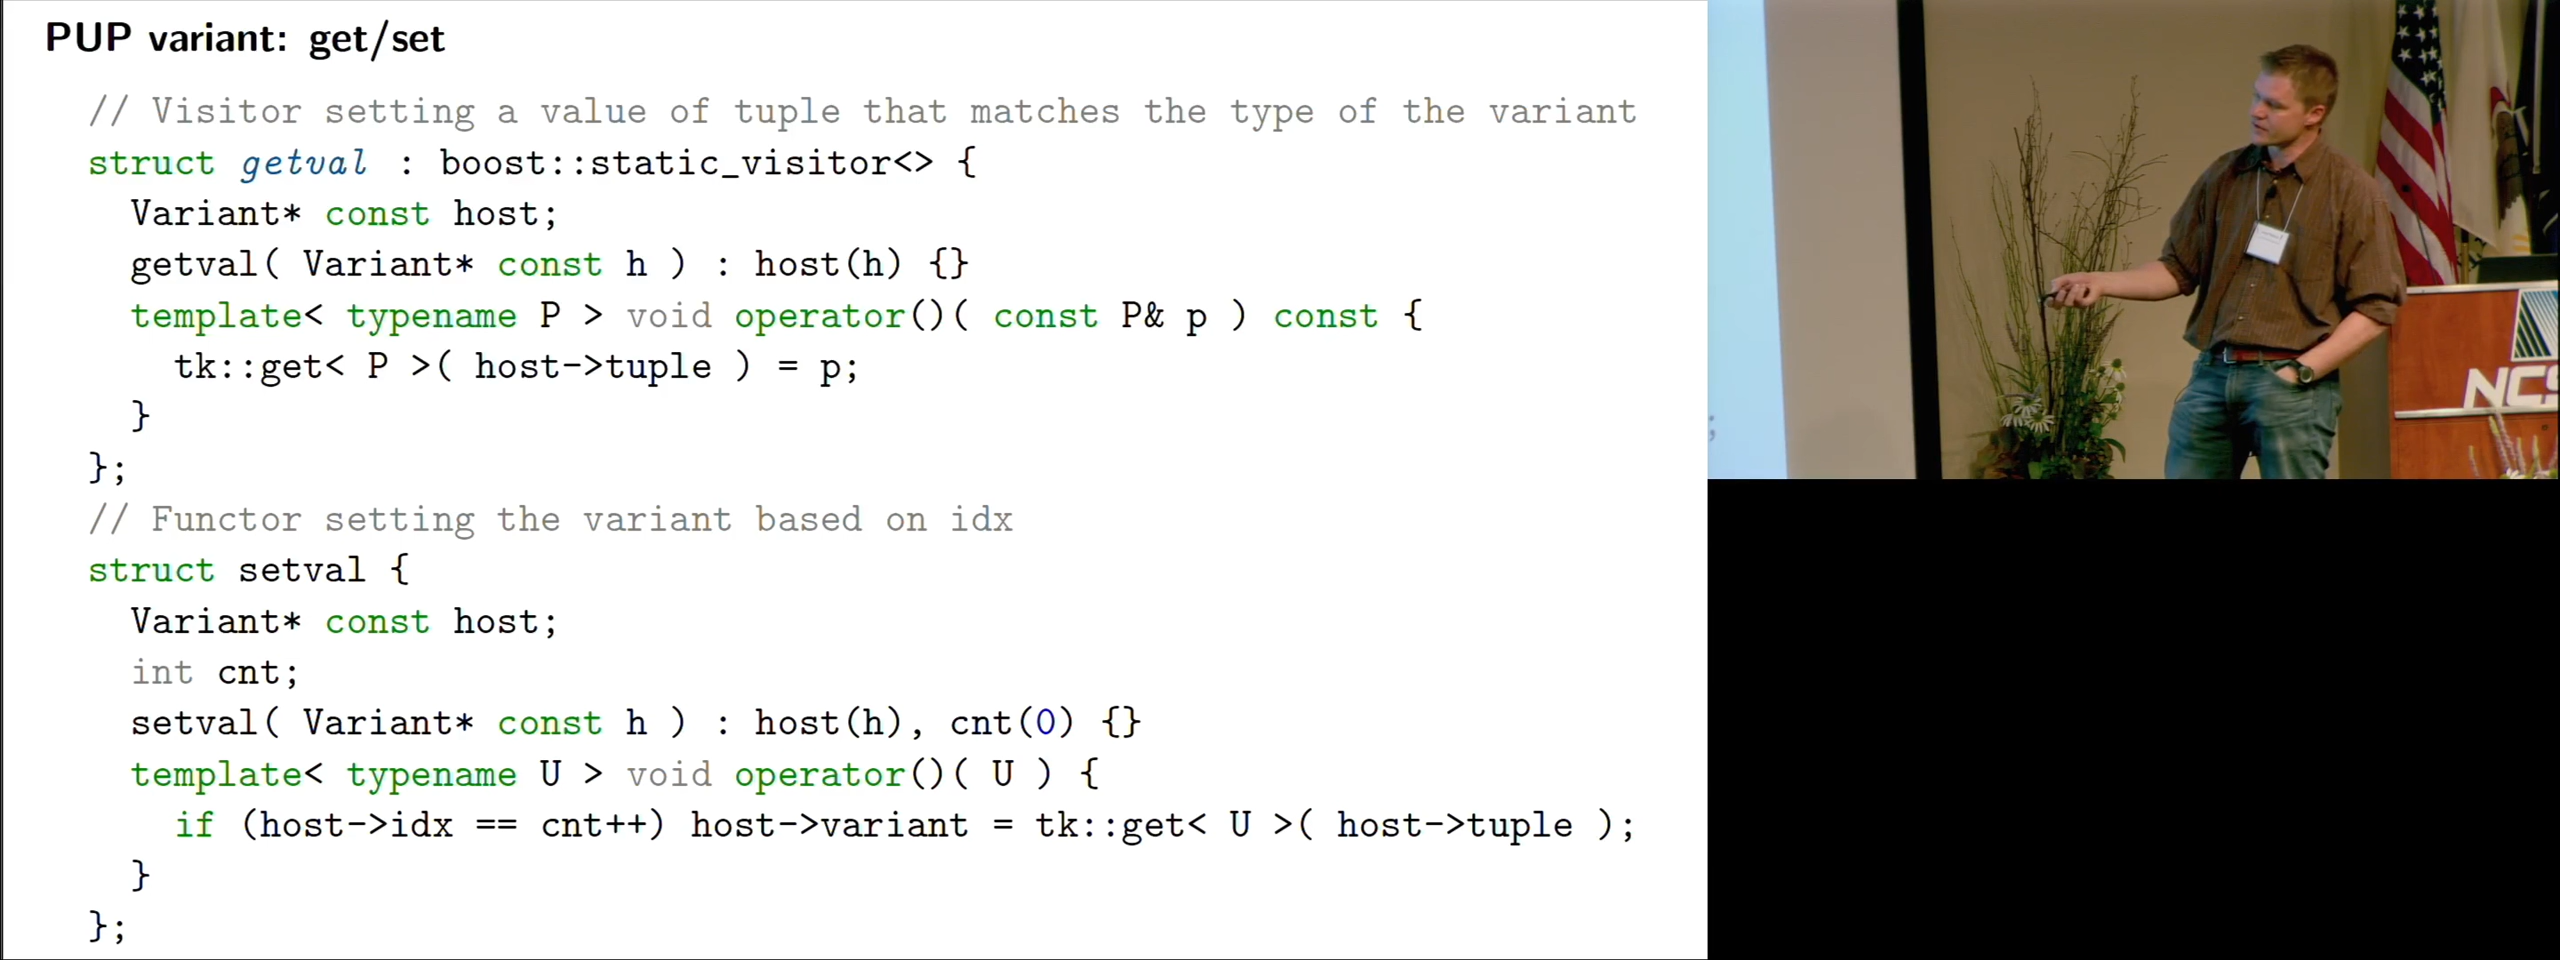 PUP variant: get/set
// Visitor setting a value of tuple that matches the type of the variant
struct getval : boost::static_visitor<> {
Variant* const host;
getval( Variant* const h ) : host(h) {}
template< typename P > void operator()( const P& p ) const {
tk::get< P >( host->tuple ) = p;
}
};
// Functor setting the variant based on idx
struct setval {
Variant* const host;
int cnt;
setval( Variant* const h ) : host(h), cnt(0) {}
template< typename U > void operator()( U ) {
if (host->idx == cnt++) host->variant = tk::get< U >( host->tuple );
}
};
NCS